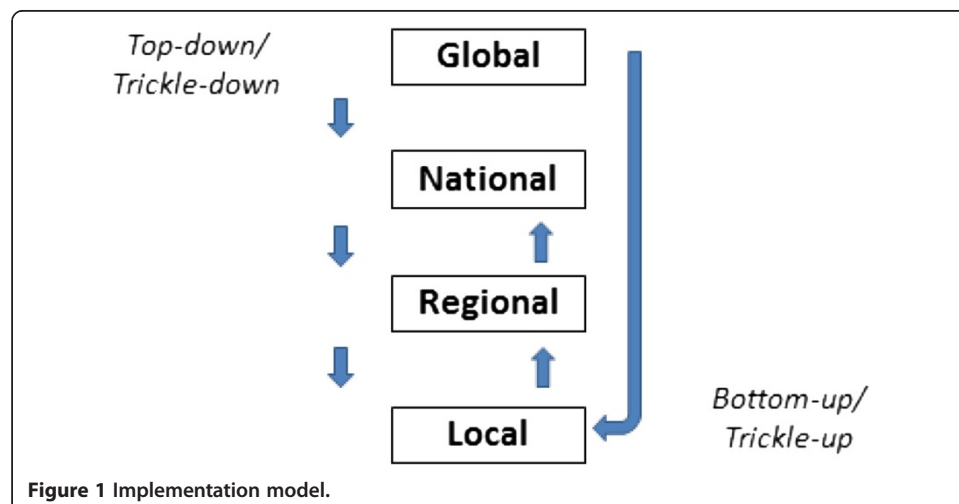 Top-down/
Trickle-down
Global
National
Regional
Local
Bottom-up/
Trickle-up
Figure 1 Implementation model.